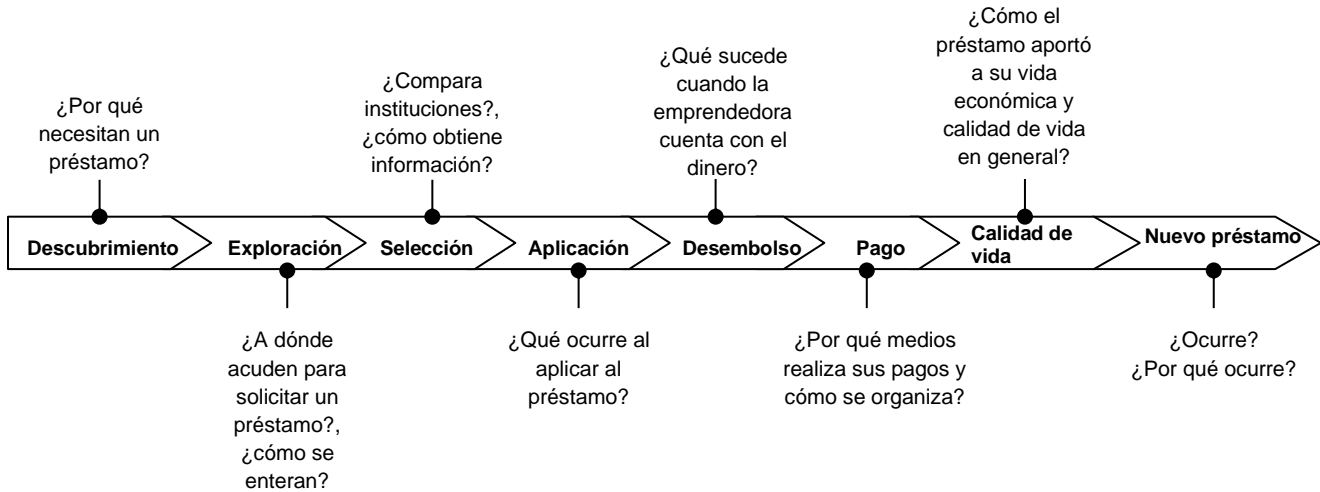 ¿Por qué
necesitan un
préstamo?
¿Compara
instituciones?,
¿cómo obtiene
información?
¿Qué sucede
cuando la
emprendedora
cuenta con el
dinero?
¿Cómo el
préstamo aportó
a su vida
económica y
calidad de vida
en general?
Descubrimiento
Exploración
Selección
Aplicación
Desembolso
Pago
Calidad de
vida
Nuevo préstamo
¿A dónde
acuden para
solicitar un
préstamo?,
¿cómo se
enteran?
¿Qué ocurre al
aplicar al
préstamo?
¿Por qué medios
realiza sus pagos y
cómo se organiza?
¿Ocurre?
¿Por qué ocurre?